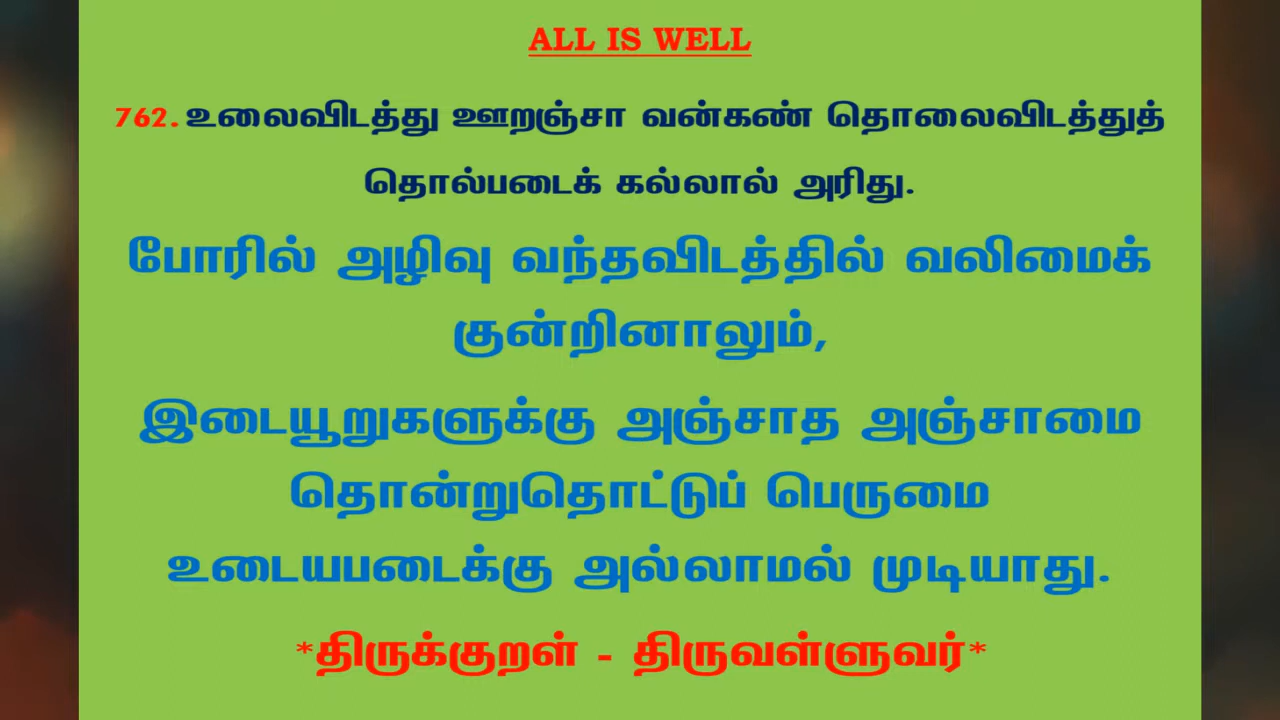 ALL IS WELL
762. உலைவிடத்து ஊறஞ்சா வன்கண் தொலைவிடத்துத்
தொல்படைக் கல்லால் அரிது.
போரில் அழிவு வந்தவிடத்தில் வலிமைக்
குன்றினாலும்,
இடையூறுகளுக்கு அஞ்சாத அஞ்சாமை
தொன்றுதொட்டுப் பெருமை
உடையபடைக்கு அல்லாமல் முடியாது.
*திருக்குறள் - திருவள்ளுவர்*